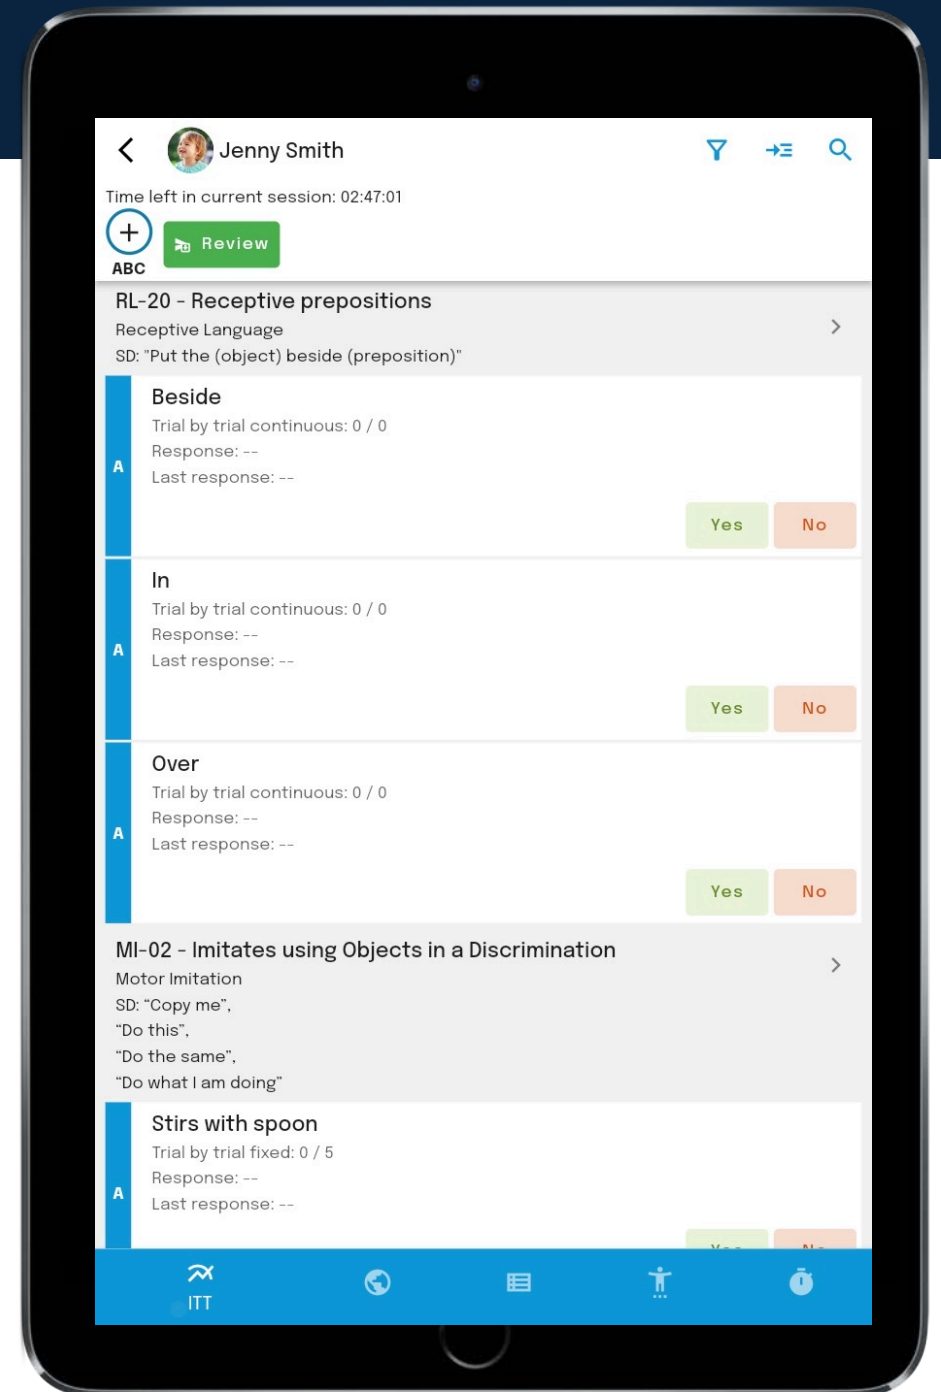 Jenny Smith
Time left in current session: 02:47:01
ABC
Review
RL-20 - Receptive prepositions
Receptive Language
SD: "Put the (object) beside (preposition)"
Beside
Trial by trial continuous: 0 / 0
Response: --
Last response: --
A
Yes No
In
Trial by trial continuous: 0 / 0
Response: --
Last response: --
A
Yes No
Over
Trial by trial continuous: 0 / 0
Response: --
Last response: --
A
Yes No
MI-02 - Imitates using Objects in a Discrimination
Motor Imitation
SD: “Copy me”,
“Do this”,
“Do the same”,
“Do what I am doing”
Stirs with spoon
Trial by trial fixed: 0 / 5
Response: --
Last response: --
A
Yes No
ITT